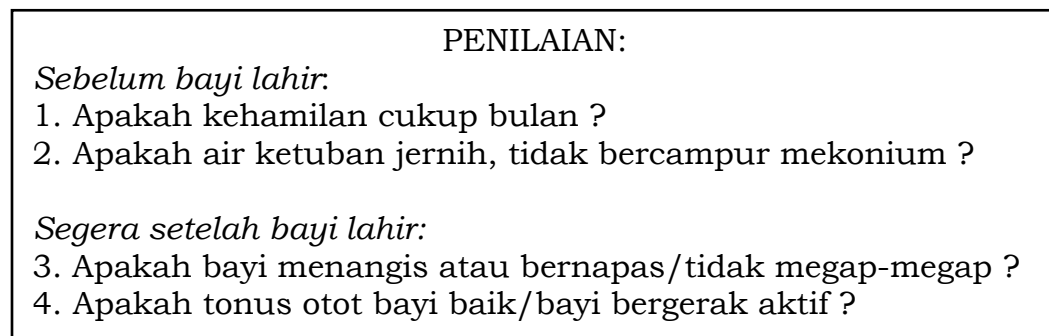 PENILAIAN:
Sebelum bayi lahir:
1. Apakah kehamilan cukup bulan ?
2. Apakah air ketuban jernih, tidak bercampur mekonium ?
Segera setelah bayi lahir:
3. Apakah bayi menangis atau bernapas/tidak megap-megap ?
4. Apakah tonus otot bayi baik/bayi bergerak aktif ?